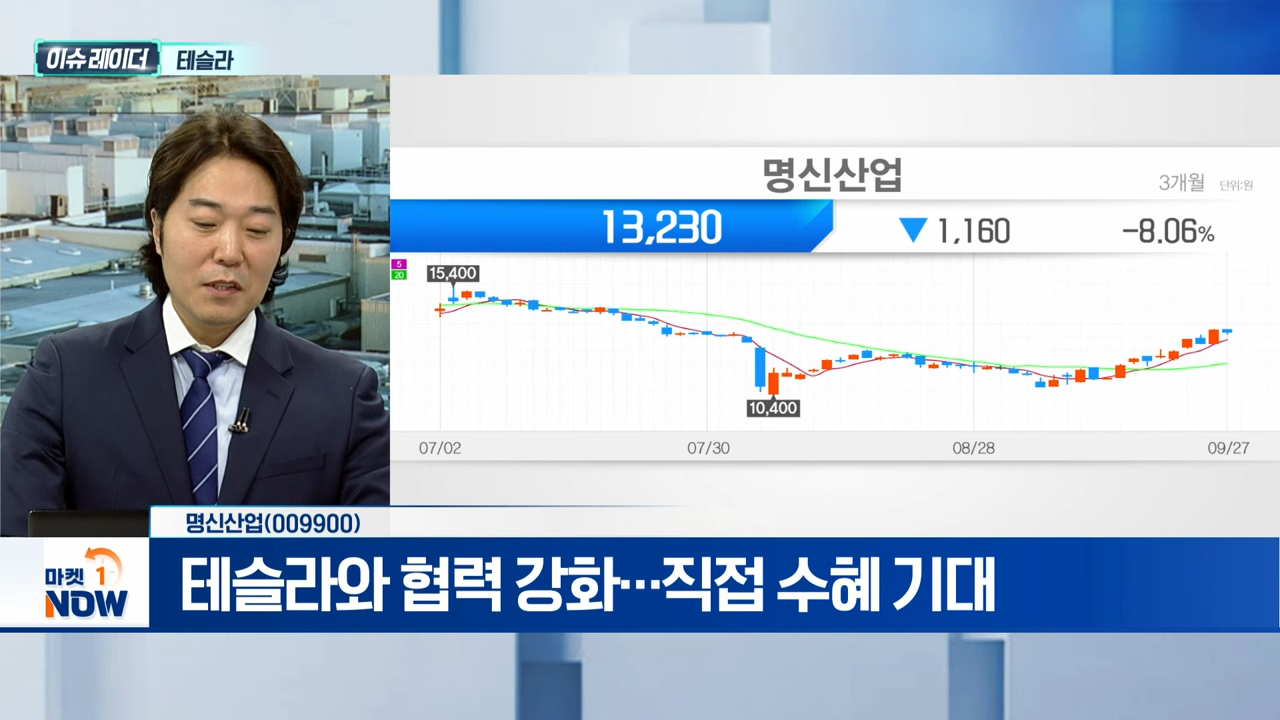 이슈레이더 테슬라
명신산업
3개월 단위:원
13,230 ▼ 1,160 -8.06%
5
20
15,400
10,400
07/02 07/30 08/28 09/27
명신산업(009900)
마켓 1
NOW
테슬라와 협력 강화…직접 수혜 기대